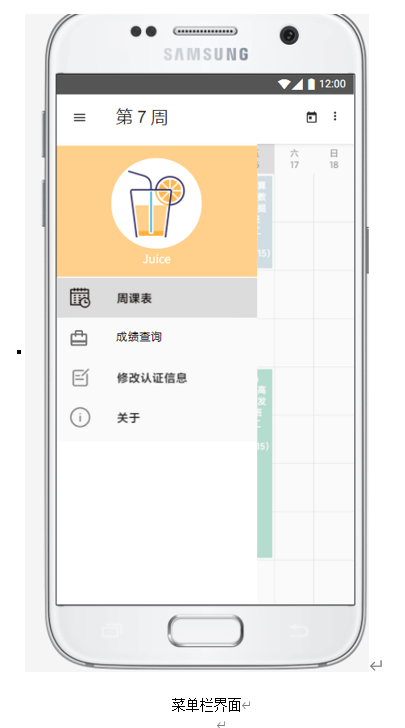 SAMSUNG
12:00
第 7 周
六 日
17 18
Juice
周课表
成绩查询
修改认证信息
关于
菜单栏界面